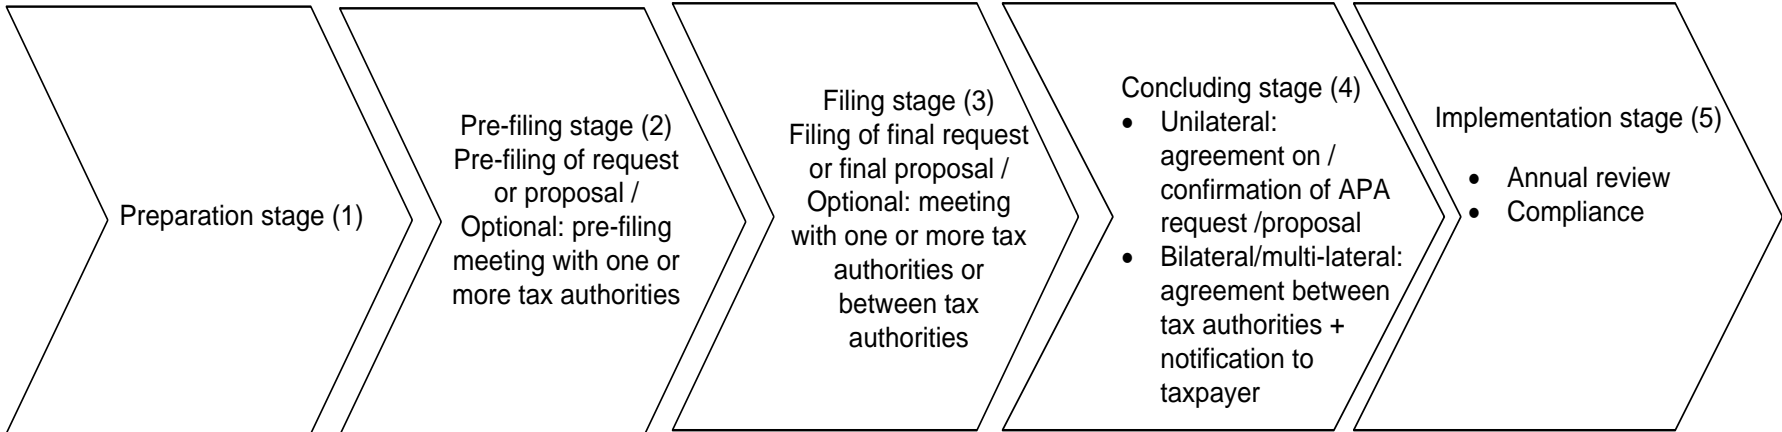 Preparation stage (1)
Pre-filing stage (2)
Pre-filing of request
or proposal /
Optional: pre-filing
meeting with one or
more tax authorities
Filing stage (3)
Filing of final request
or final proposal /
Optional: meeting
with one or more tax
authorities or
between tax
authorities
Concluding stage (4)
• Unilateral:
agreement on /
confirmation of APA
request /proposal
• Bilateral/multi-lateral:
agreement between
tax authorities +
notification to
taxpayer
Implementation stage (5)
• Annual review
• Compliance